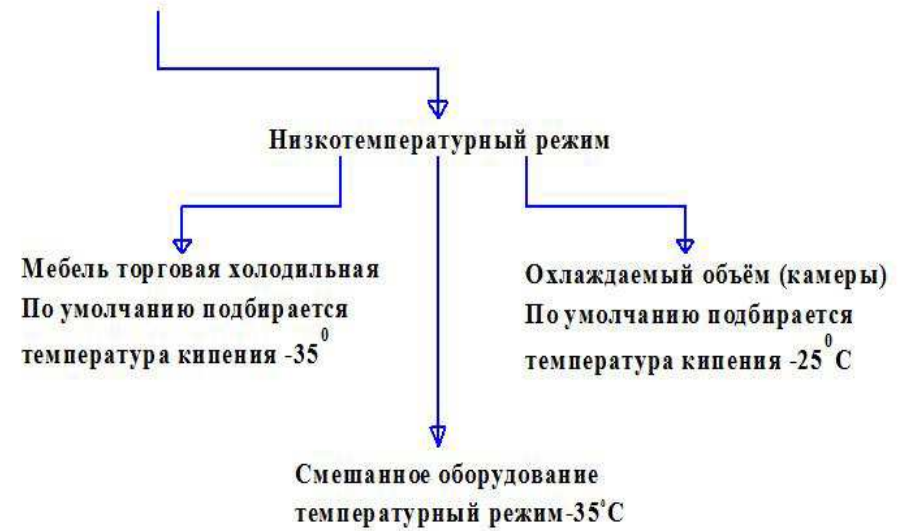 Низкотемпературный режим
Мебель торговая холодильная
По умолчанию подбирается
температура кипения -35⁰
Охлаждаемый объём (камеры)
По умолчанию подбирается
температура кипения -25⁰С
Смешанное оборудование
температурный режим-35°С